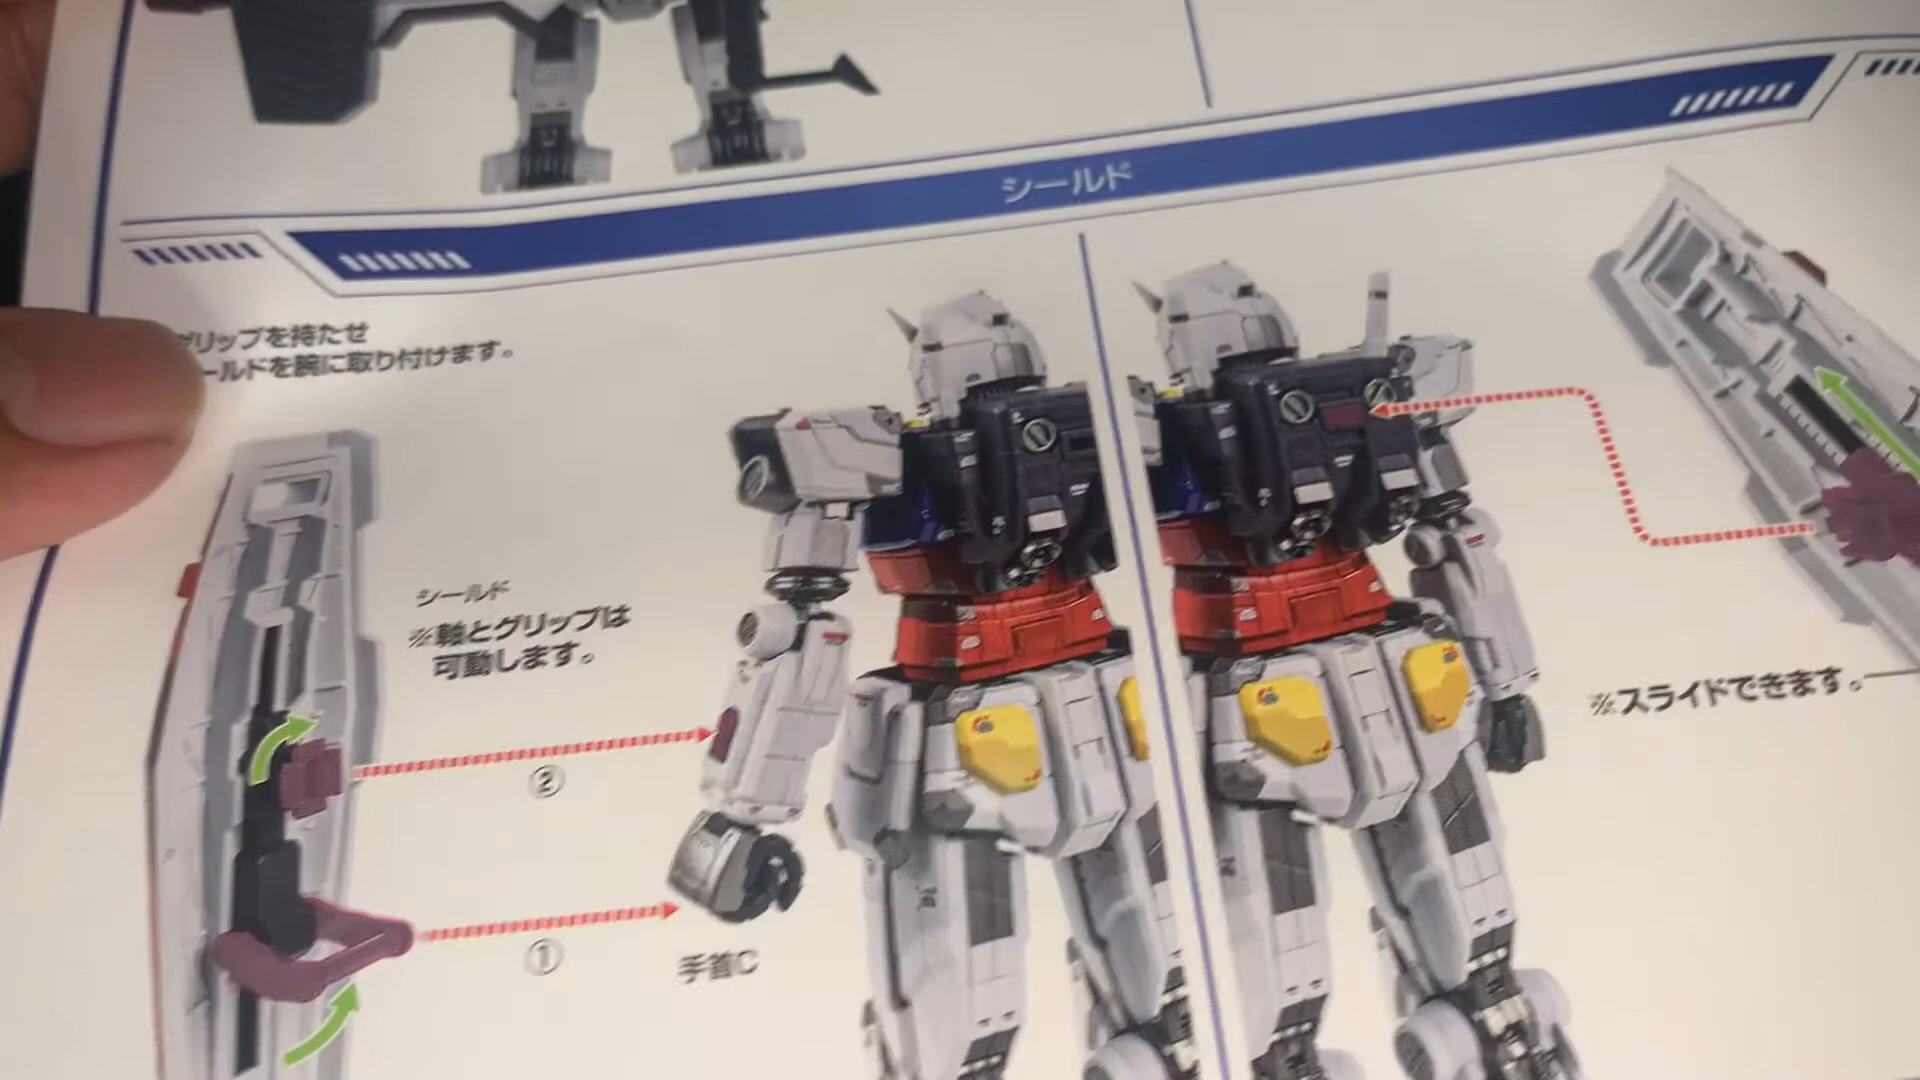 シールド
グリップを持たせ
ールドを腕に取り付けます。
シールド
※軸とグリップは
可動します。
②
①
手首C
※スライドできます。